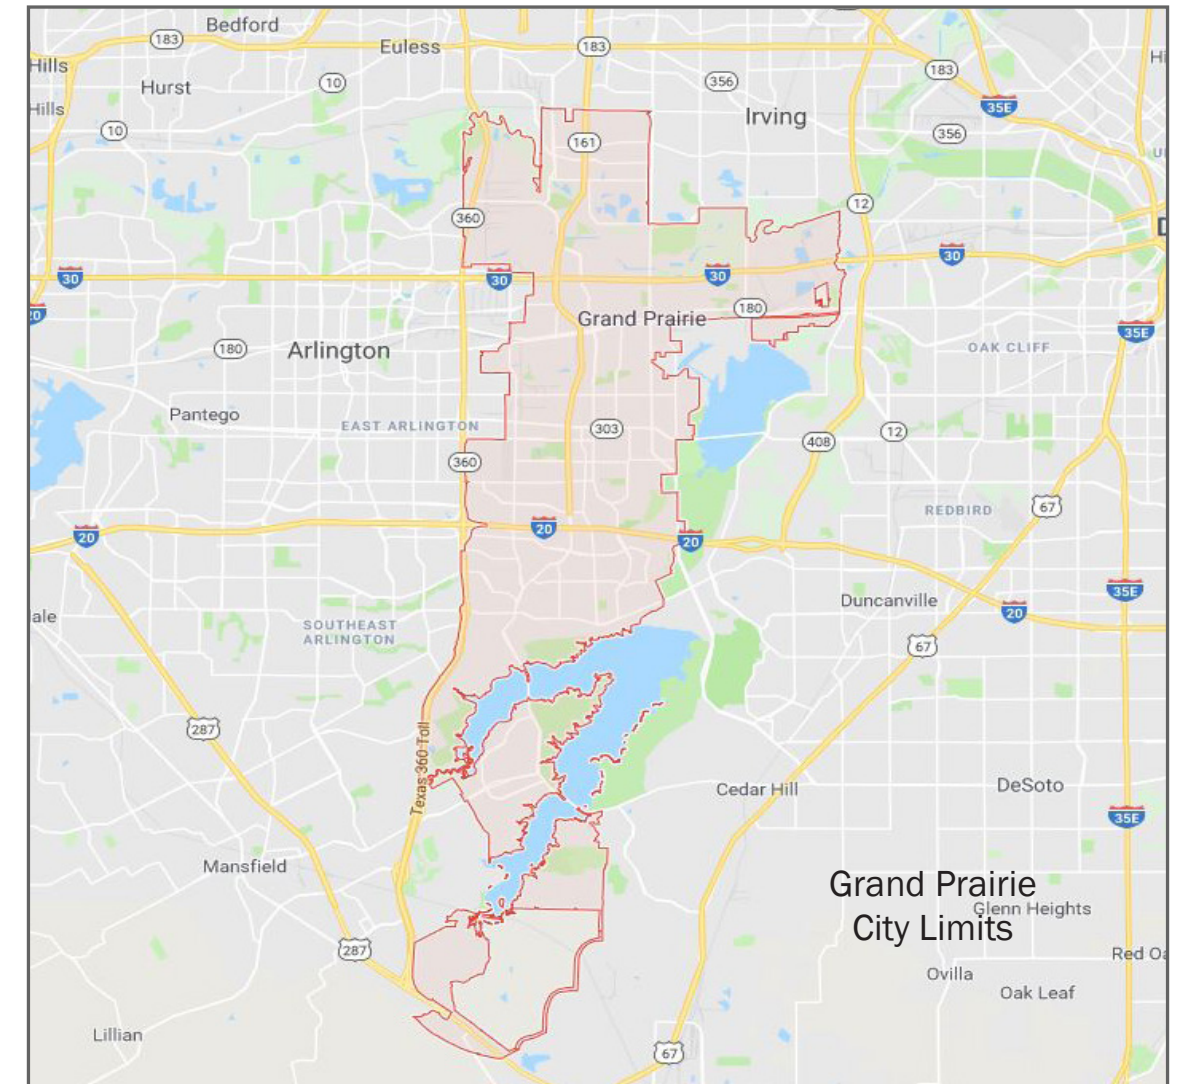 Bedford
183
Euless
183
Hills
Hurst
10
356
183
Hills
10
35E
Irving
161
356
360
12
30
30
30
30
20
180
Grand Prairie
180
Arlington
35E
OAK CLIFF
Pantego
EAST ARLINGTON
303
12
408
360
REDBIRD
67
20
20
20
35E
Duncanville
20
ale
SOUTHEAST
ARLINGTON
67
287
Texas 360 Toll
Cedar Hill
DeSoto
35E
Mansfield
Grand Prairie
City Limits
Glenn Heights
287
Red Oa
Ovilla
Oak Leaf
Lillian
67